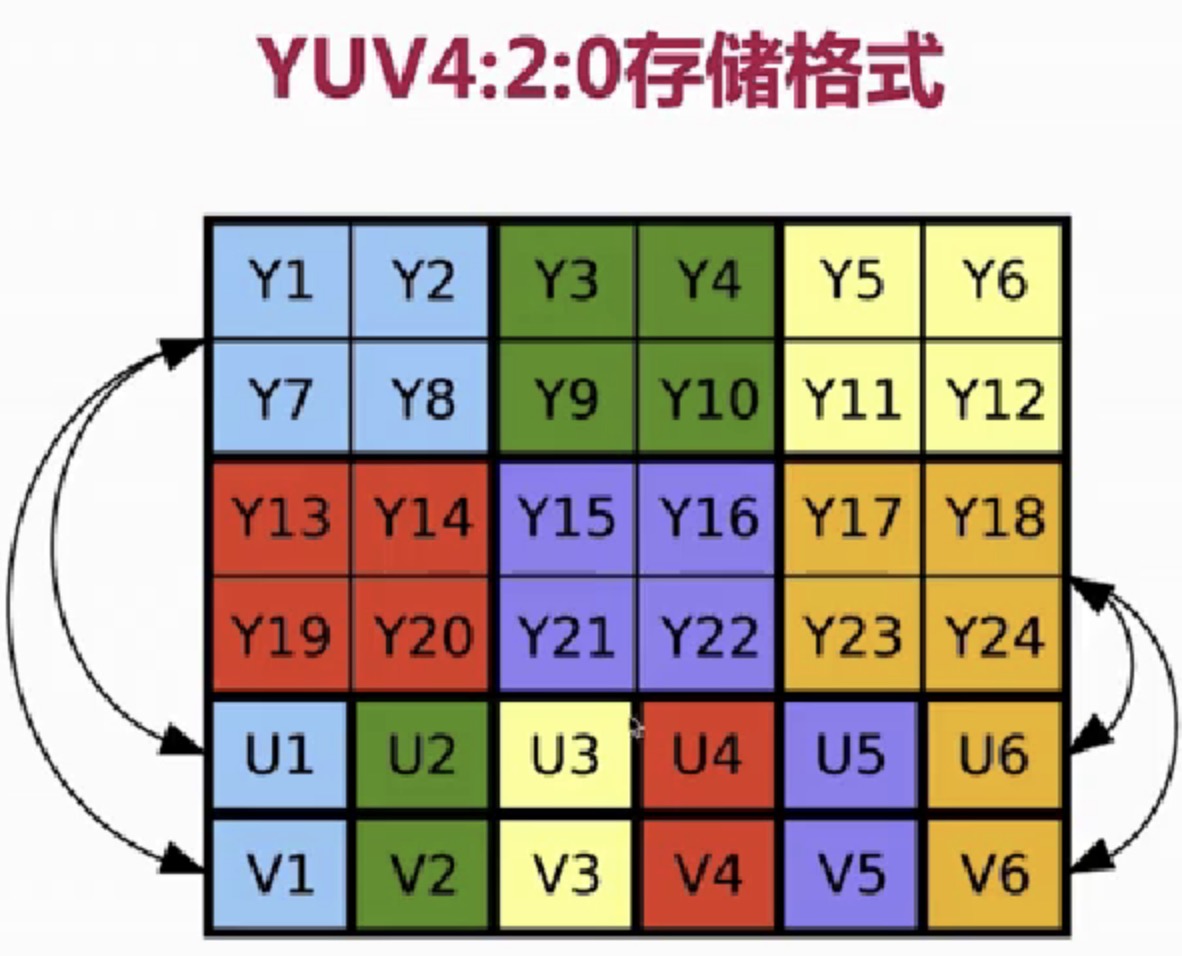 YUV4:2:0存储格式
Y1 Y2 Y3 Y4 Y5 Y6
Y7 Y8 Y9 Y10 Y11 Y12
Y13 Y14 Y15 Y16 Y17 Y18
Y19 Y20 Y21 Y22 Y23 Y24
U1 U2 U3 U4 U5 U6
V1 V2 V3 V4 V5 V6